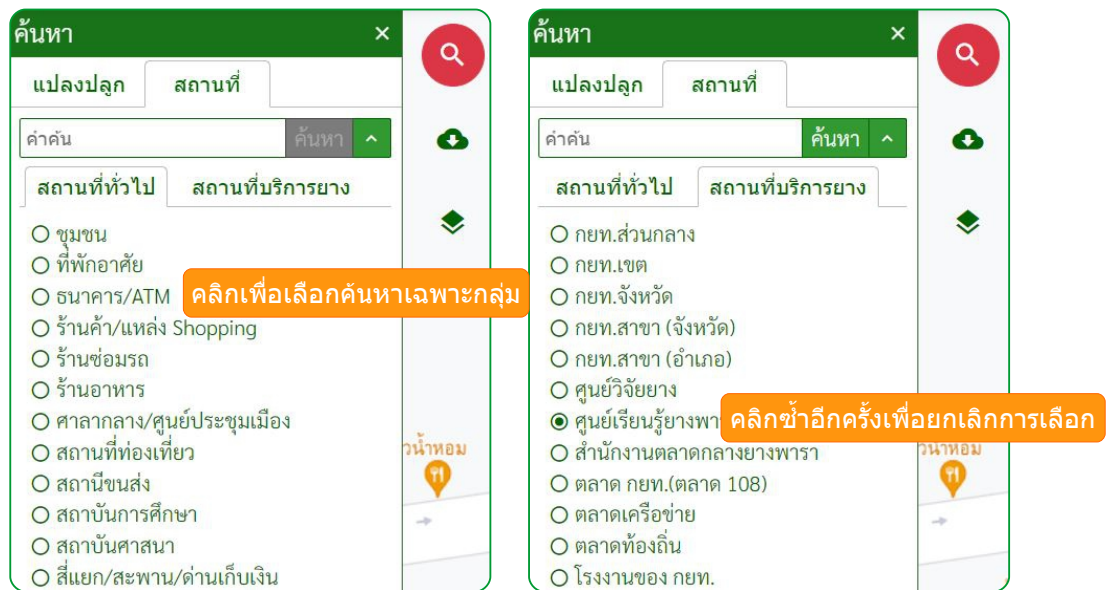 ค้นหา ×
แปลงปลูก สถานที่
คำค้น ค้นหา
สถานที่ทั่วไป สถานที่บริการยาง
ชุมชน
ที่พักอาศัย
ธนาคาร/ATM
คลิกเพื่อเลือกค้นหาเฉพาะกลุ่ม
ร้านค้า/แหล่ง Shopping
ร้านซ่อมรถ
ร้านอาหาร
ศาลากลาง/ศูนย์ประชุมเมือง
สถานที่ท่องเที่ยว
สถานีขนส่ง
สถาบันการศึกษา
สถาบันศาสนา
สี่แยก/สะพาน/ด่านเก็บเงิน
วน้ำหอม
ค้นหา ×
แปลงปลูก สถานที่
คำค้น ค้นหา
สถานที่ทั่วไป สถานที่บริการยาง
กยท.ส่วนกลาง
กยท.เขต
กยท.จังหวัด
กยท.สาขา (จังหวัด)
กยท.สาขา (อำเภอ)
ศูนย์วิจัยยาง
ศูนย์เรียนรู้ยางพารา
คลิกซ้ำอีกครั้งเพื่อยกเลิกการเลือก
สำนักงานตลาดกลางยางพารา
ตลาด กยท.(ตลาด 108)
ตลาดเครือข่าย
ตลาดท้องถิ่น
โรงงานของ กยท.
วน้ำหอม